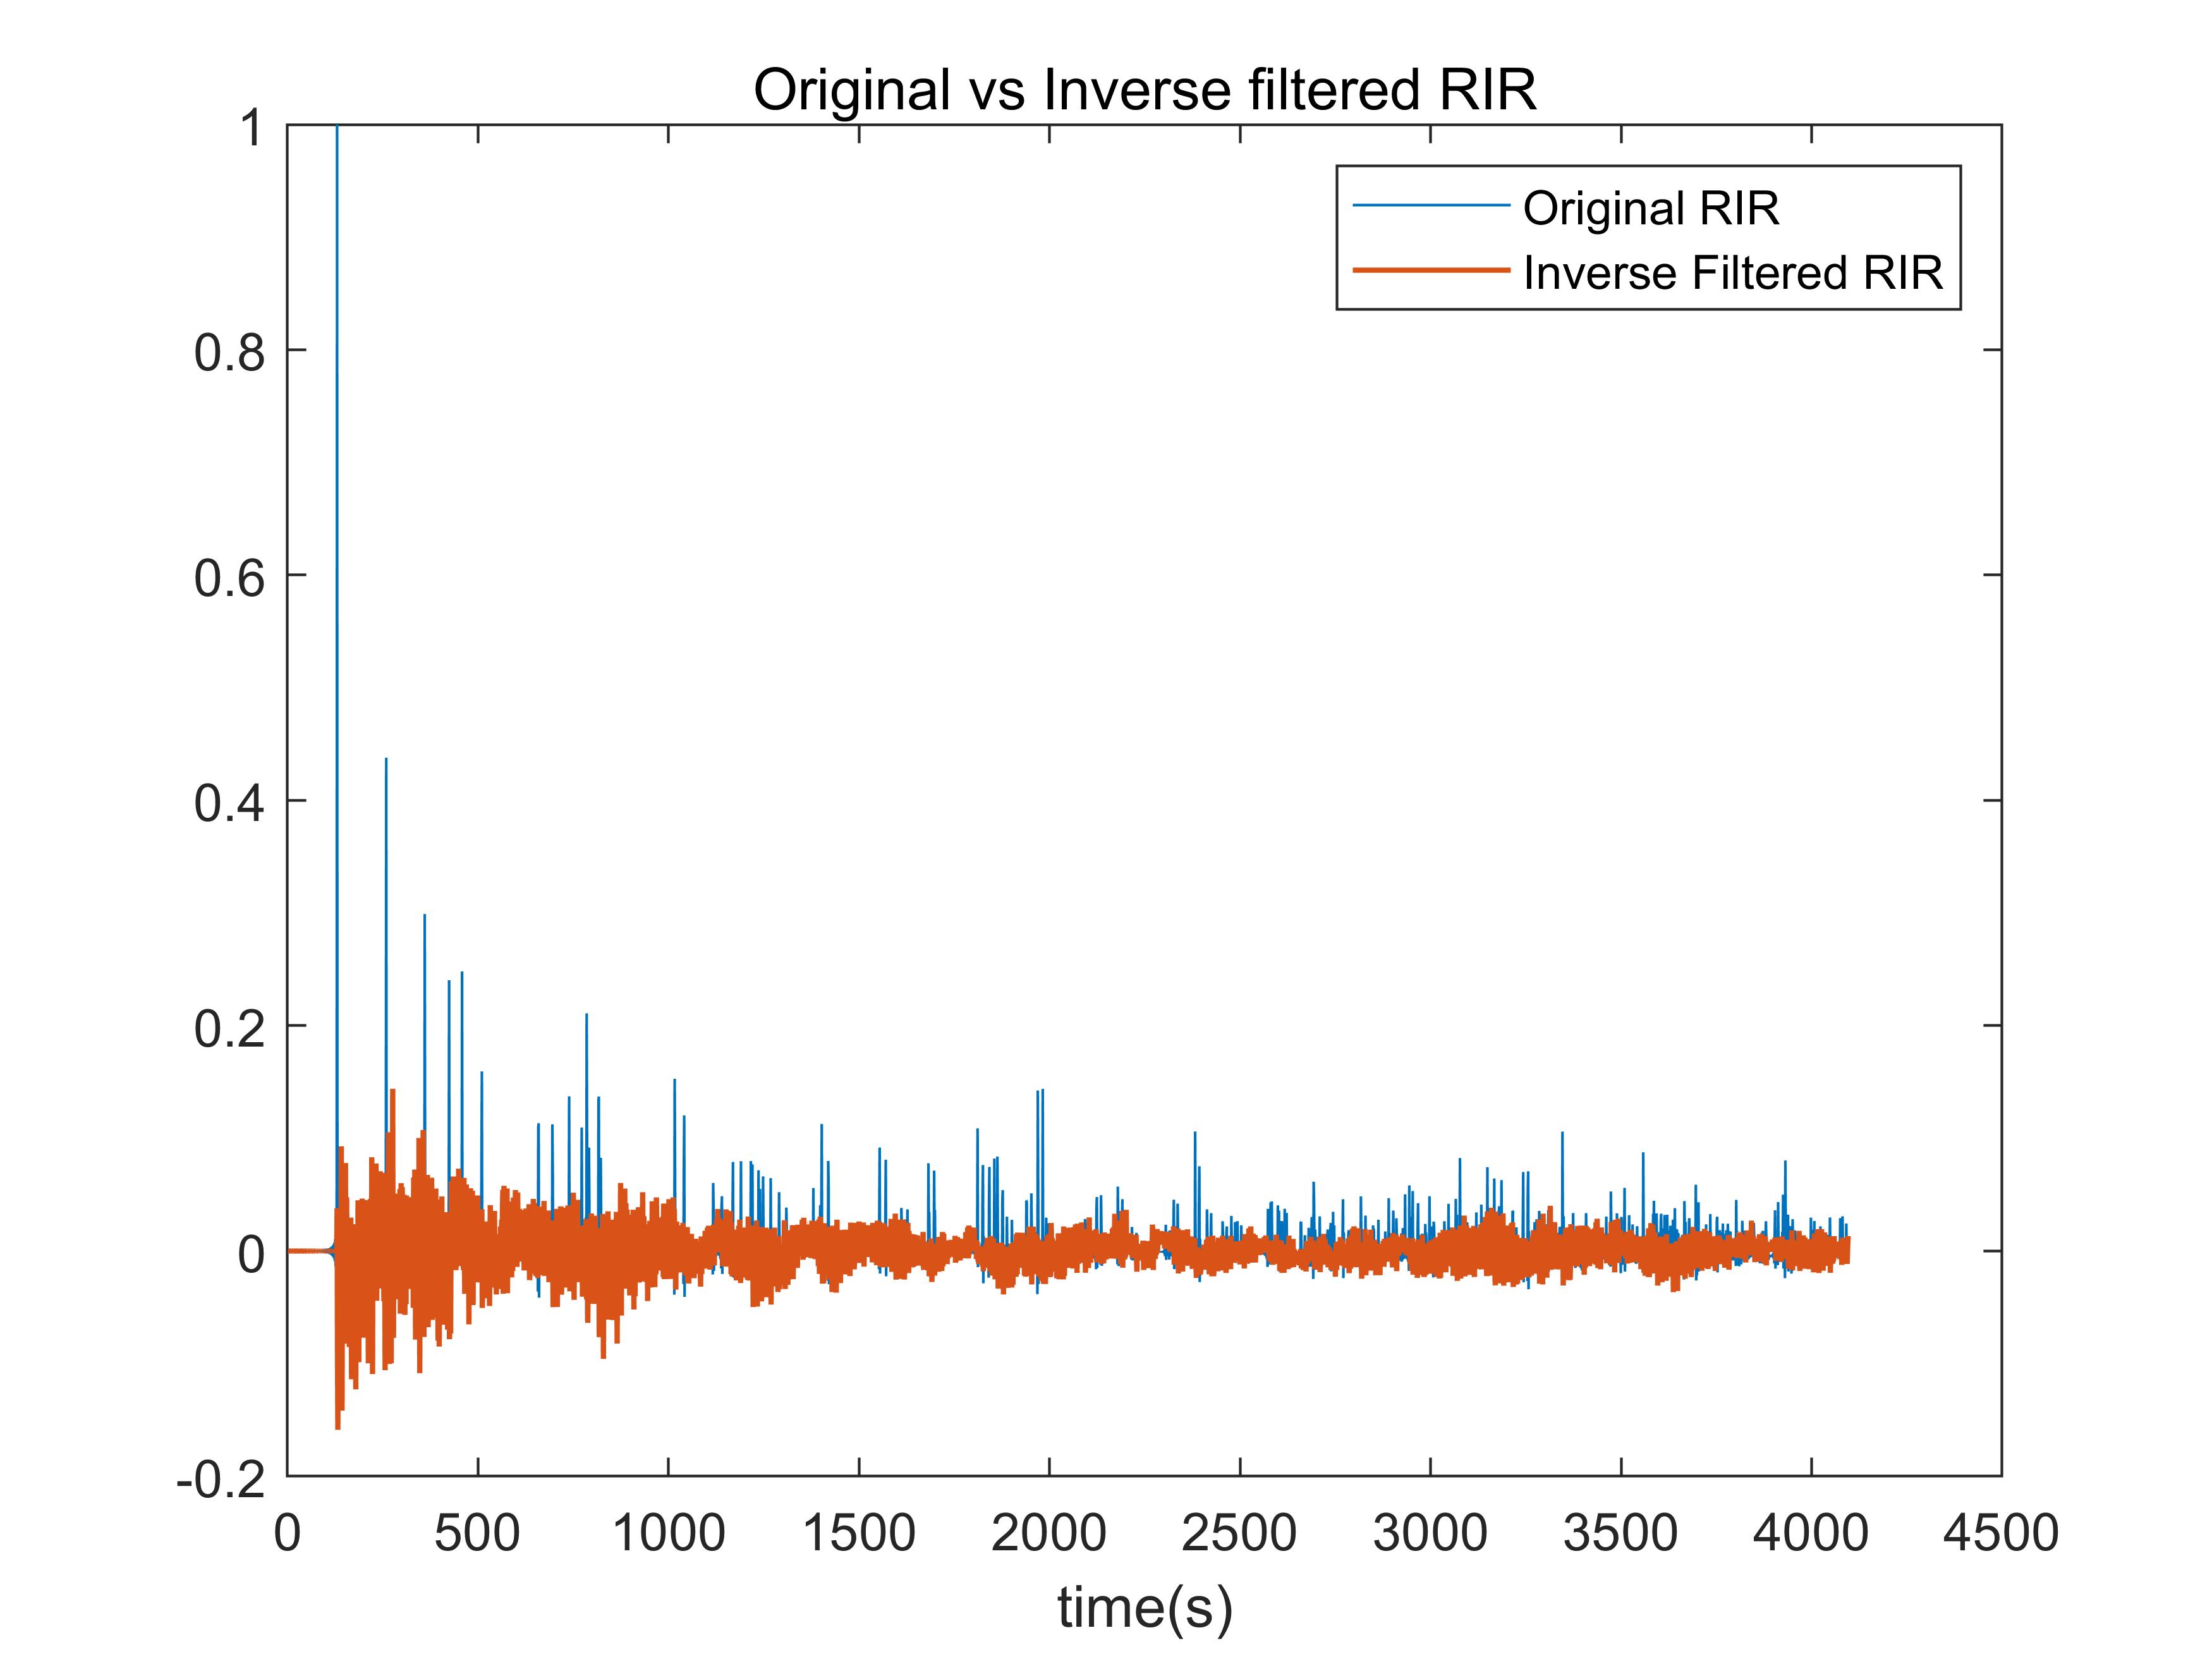 Original vs Inverse filtered RIR
1
0.8
0.6
0.4
0.2
0
-0.2
Original RIR
Inverse Filtered RIR
0 500 1000 1500 2000 2500 3000 3500 4000 4500
time(s)